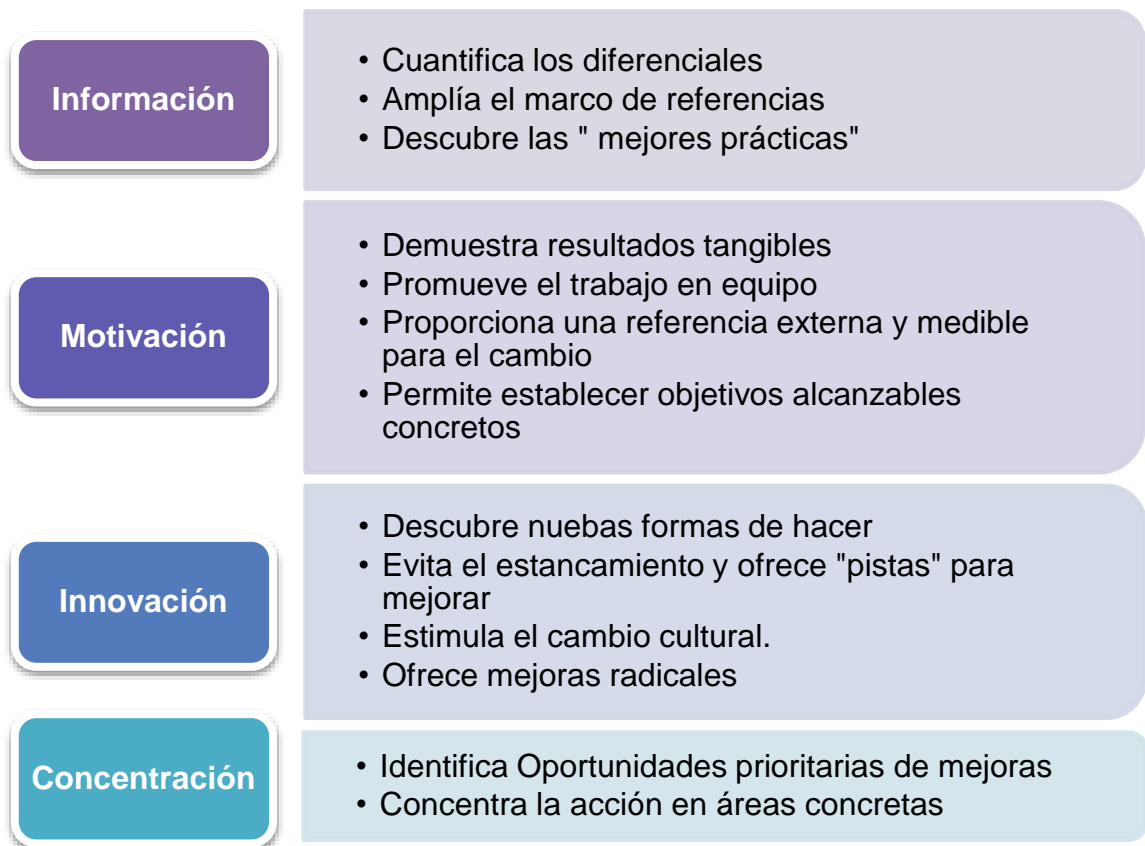 Información
• Cuantifica los diferenciales
• Amplía el marco de referencias
• Descubre las " mejores prácticas"
Motivación
• Demuestra resultados tangibles
• Promueve el trabajo en equipo
• Proporciona una referencia externa y medible
para el cambio
• Permite establecer objetivos alcanzables
concretos
Innovación
• Descubre nuebas formas de hacer
• Evita el estancamiento y ofrece "pistas" para
mejorar
• Estimula el cambio cultural.
• Ofrece mejoras radicales
Concentración
• Identifica Oportunidades prioritarias de mejoras
• Concentra la acción en áreas concretas